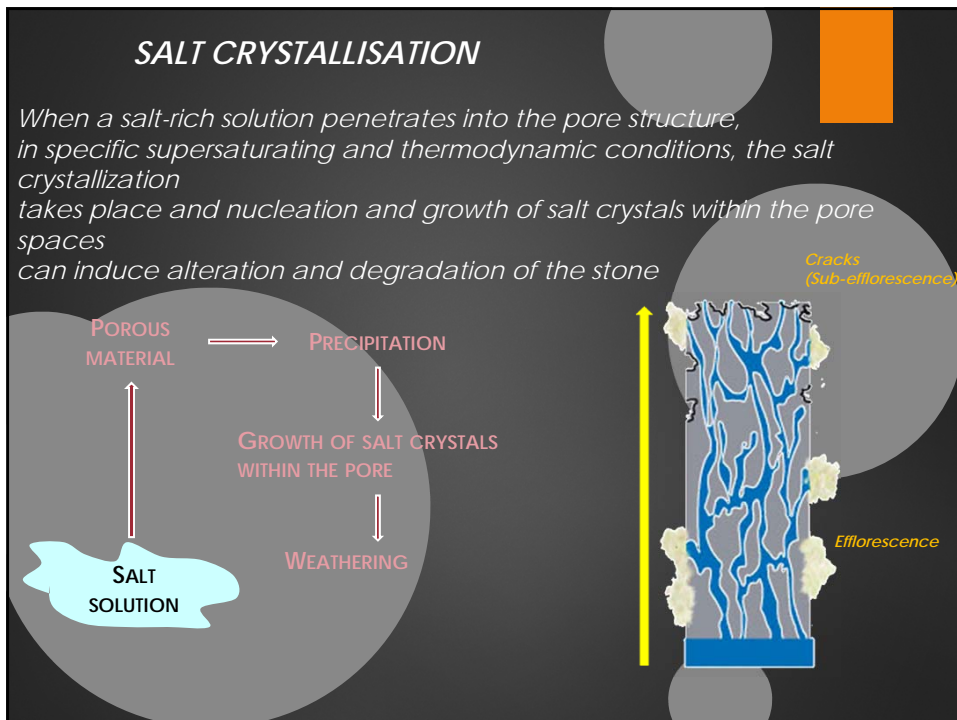 SALT CRYSTALLISATION
When a salt-rich solution penetrates into the pore structure,
in specific supersaturating and thermodynamic conditions, the salt
crystallization
takes place and nucleation and growth of salt crystals within the pore
spaces
can induce alteration and degradation of the stone
Cracks
(Sub-efflorescence)
POROUS
MATERIAL
PRECIPITATION
GROWTH OF SALT CRYSTALS
WITHIN THE PORE
WEATHERING
SALT
SOLUTION
Efflorescence